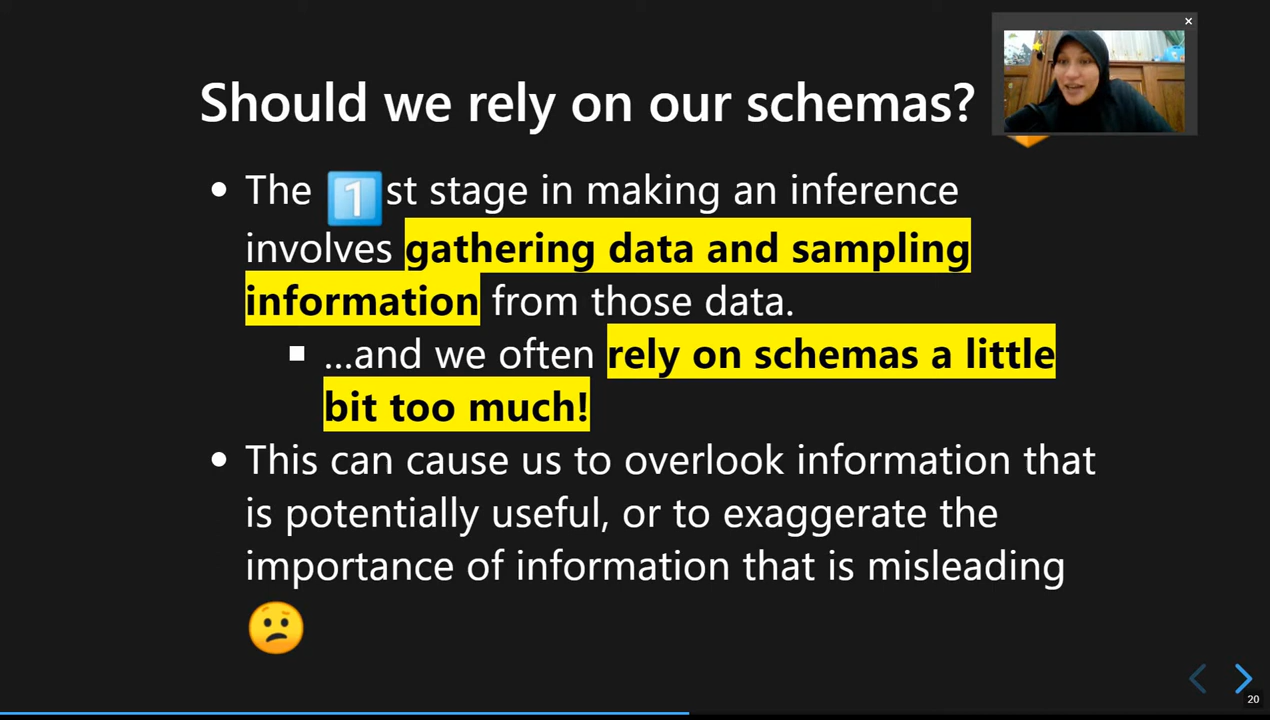 Should we rely on our schemas?
• The 1st stage in making an inference
involves gathering data and sampling
information from those data.
▪ ...and we often rely on schemas a little
bit too much!
• This can cause us to overlook information that
is potentially useful, or to exaggerate the
importance of information that is misleading
😕
20